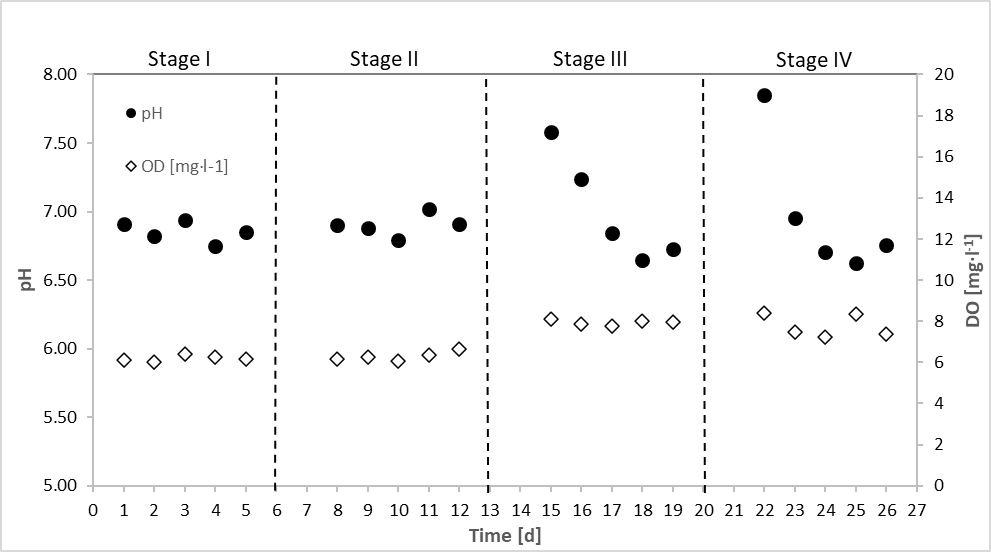 Stage I Stage II Stage III Stage IV
8.00 20
pH
18
7.50
OD [mg·l-1]
16
7.00 14
12
6.50 10
8
6.00
6
5.50 4
2
5.00 0
pH
DO [mg·l-1]
0 1 2 3 4 5 6 7 8 9 10 11 12 13 14 15 16 17 18 19 20 21 22 23 24 25 26 27
Time [d]